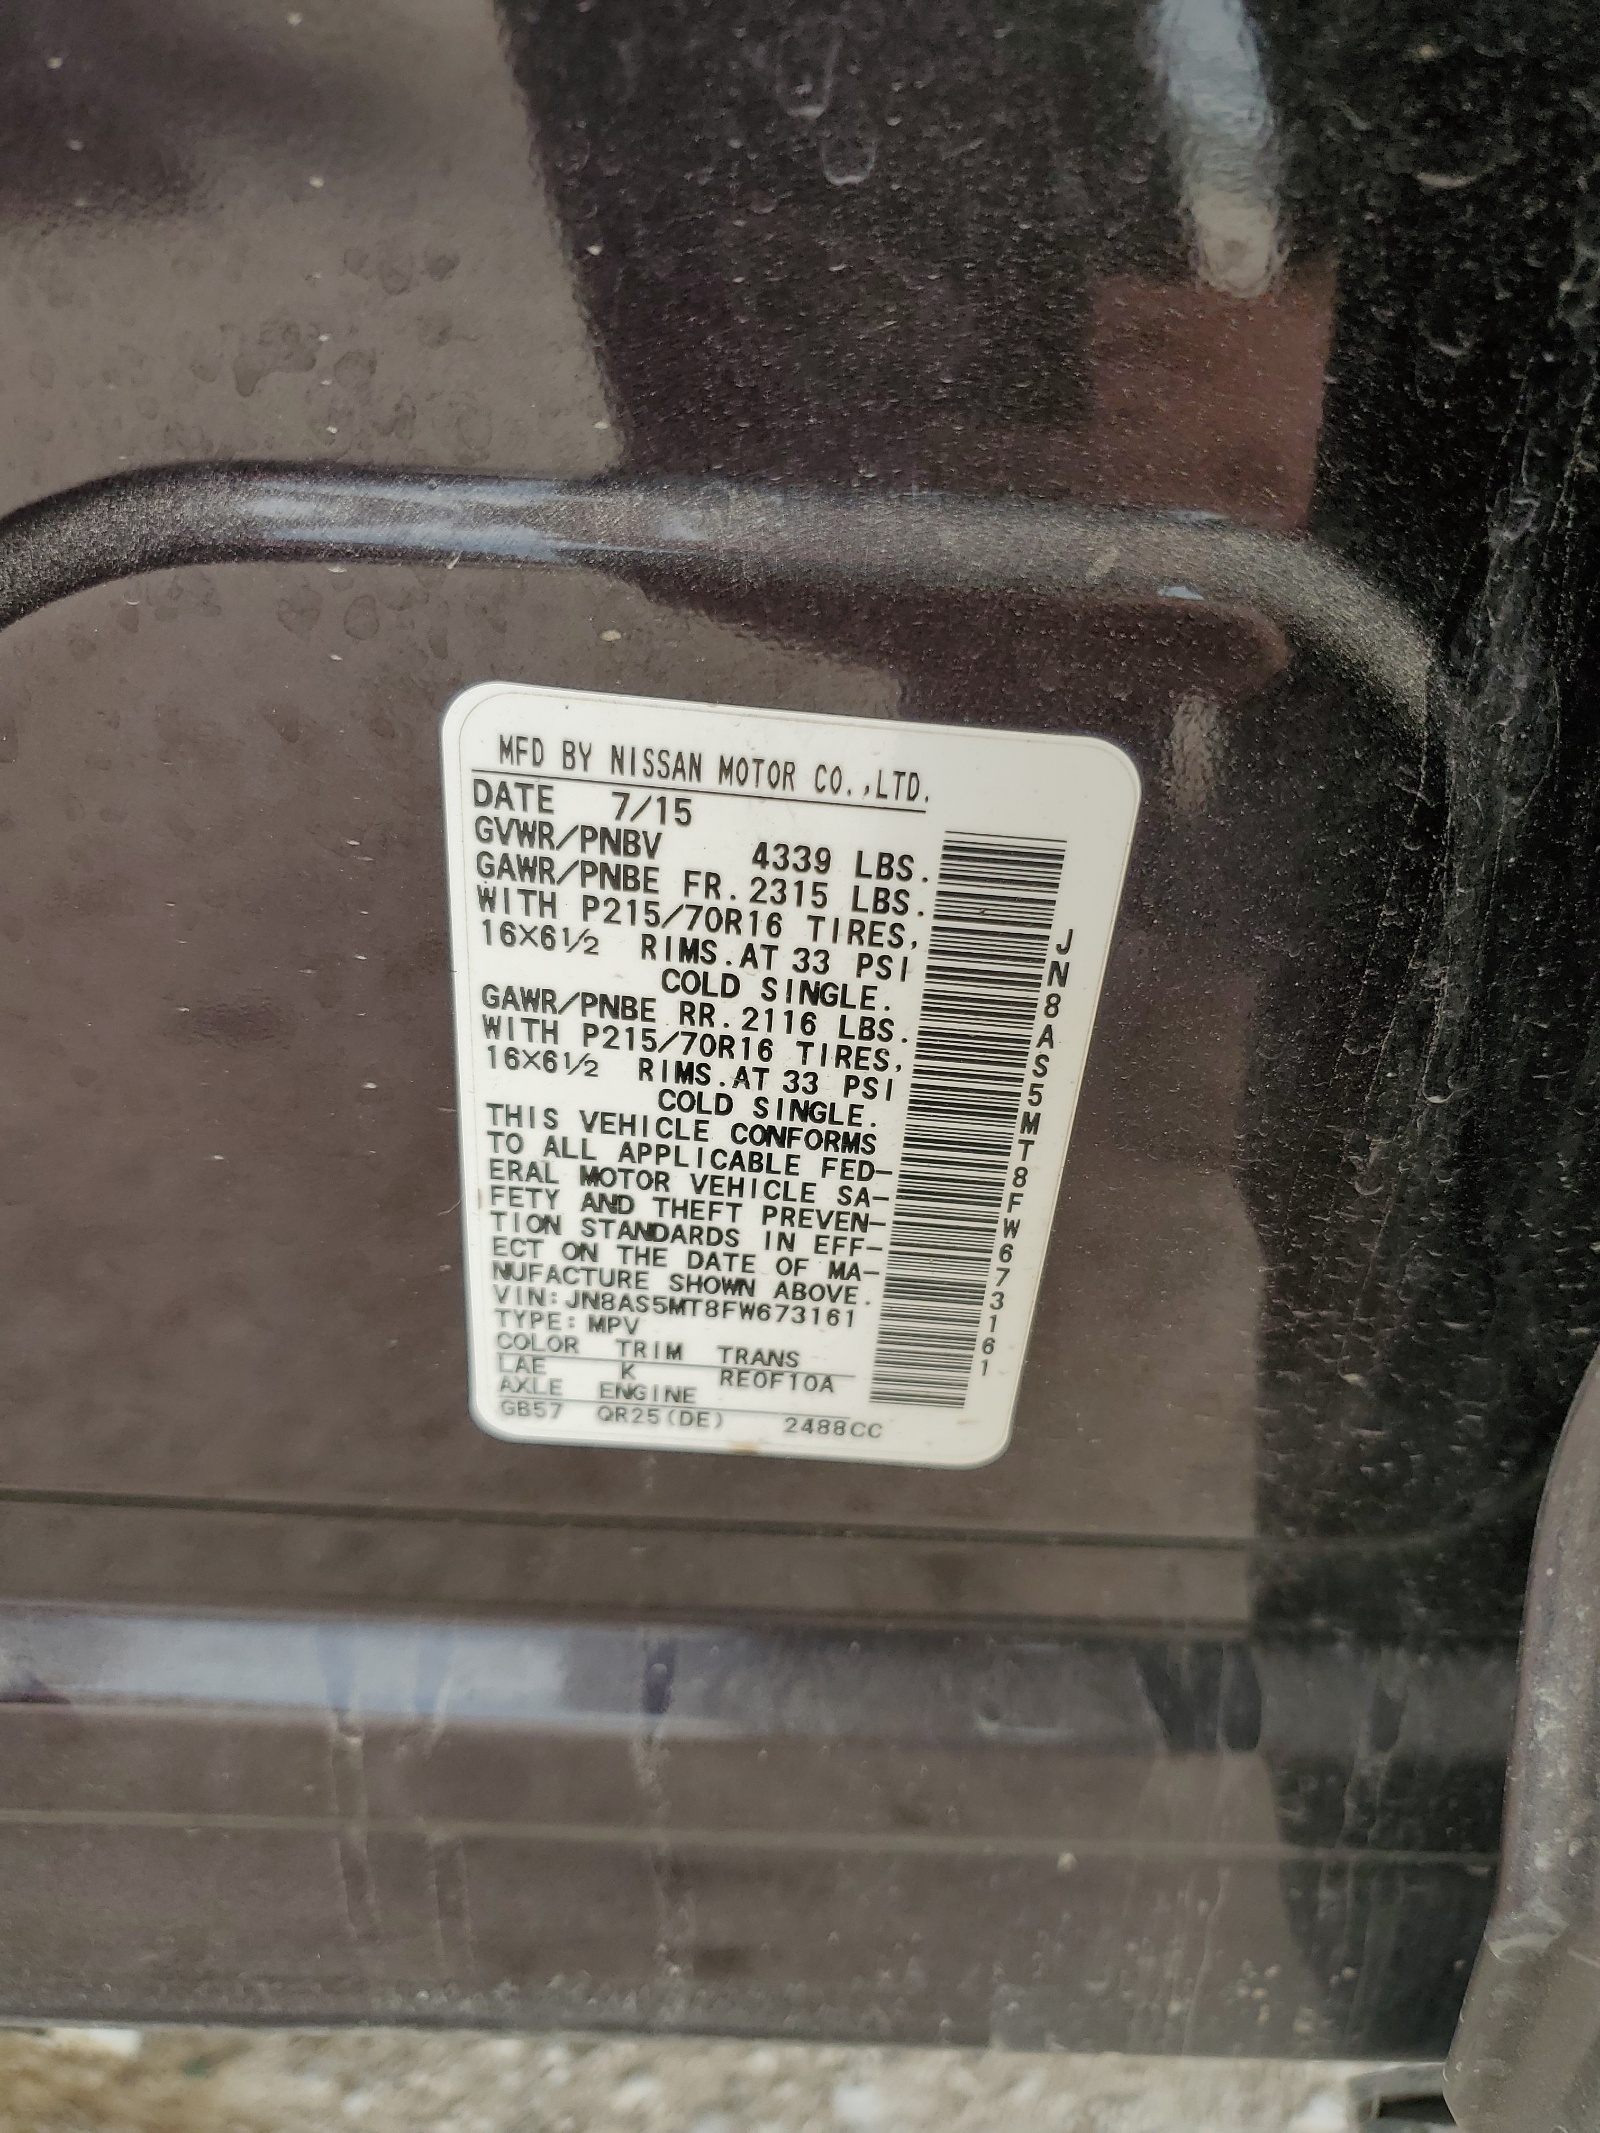 MFD BY NISSAN MOTOR CO.,LTD.
DATE 7/15
GVWR/PNBV 4339 LBS.
GAWR/PNBE FR. 2315 LBS.
WITH P215/70R16 TIRES,
16X6½ RIMS.AT 33 PSI
COLD SINGLE.
GAWR/PNBE RR. 2116 LBS.
WITH P215/70R16 TIRES,
16X6½ RIMS.AT 33 PSI
COLD SINGLE.
THIS VEHICLE CONFORMS
TO ALL APPLICABLE FED-
ERAL MOTOR VEHICLE SA-
FETY AND THEFT PREVEN-
TION STANDARDS IN EFF-
ECT ON THE DATE OF MA-
NUFACTURE SHOWN ABOVE.
VIN:JN8AS5MT8FW673161
TYPE:MPV
COLOR TRIM TRANS
LAE K RE0F10A
AXLE ENGINE
GB57 QR25(DE) 2488CC
JN8AS5MT8FW673161